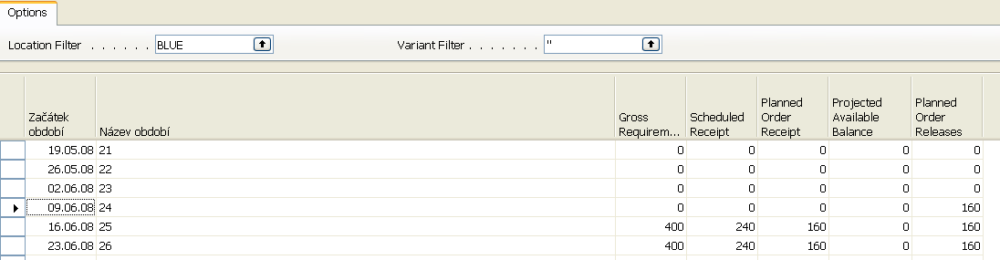 Options
Location Filter . . . . . . BLUE Variant Filter . . . . . . . ''
Začátek období Název období Gross Requirem... Scheduled Receipt Planned Order Receipt Projected Available Balance Planned Order Releases
19.05.08 21 0 0 0 0 0
26.05.08 22 0 0 0 0 0
02.06.08 23 0 0 0 0 0
09.06.08 24 0 0 0 0 160
16.06.08 25 400 240 160 0 160
23.06.08 26 400 240 160 0 160